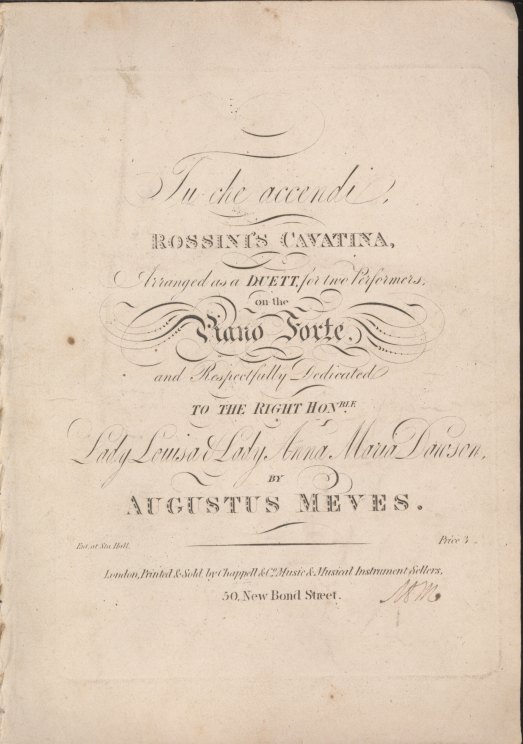 Tu che accendi,
ROSSINI'S CAVATINA,
Arranged as a DUETT, for two Performers,
on the
Piano Forte,
and Respectfully Dedicated
TO THE RIGHT HON.BLE
Lady Louisa & Lady Anna Maria Dawson,
BY
AUGUSTUS MEVES.
Ent. at Sta. Hall. Price 3
London, Printed & Sold by Chappell & Co. Music & Musical Instrument Sellers,
50, New Bond Street.